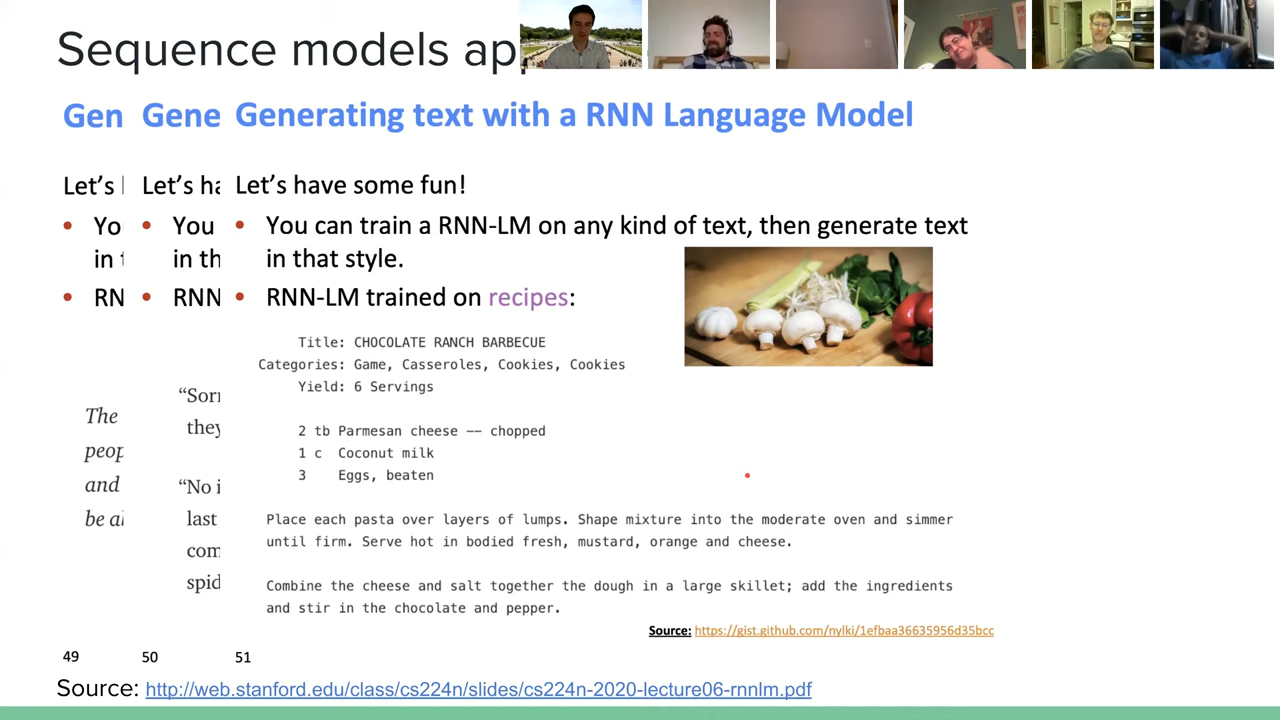 Sequence models ap
Gen
Gene
Generating text with a RNN Language Model
Let's
Let's ha
Let's have some fun!
Yo
You
You can train a RNN-LM on any kind of text, then generate text
in
in th
in that style.
RN
RNN
RNN-LM trained on recipes:
Title: CHOCOLATE RANCH BARBECUE
Categories: Game, Casseroles, Cookies, Cookies
Yield: 6 Servings
2 tb Parmesan cheese -- chopped
1 c Coconut milk
3 Eggs, beaten
Place each pasta over layers of lumps. Shape mixture into the moderate oven and simmer
until firm. Serve hot in bodied fresh, mustard, orange and cheese.
Combine the cheese and salt together the dough in a large skillet; add the ingredients
and stir in the chocolate and pepper.
The
peop
and
be al
“Sorr
they
“No i
last
com
spid
Source: https://gist.github.com/nylki/1efbaa36635956d35bcc
49
50
51
Source: http://web.stanford.edu/class/cs224n/slides/cs224n-2020-lecture06-rnnlm.pdf